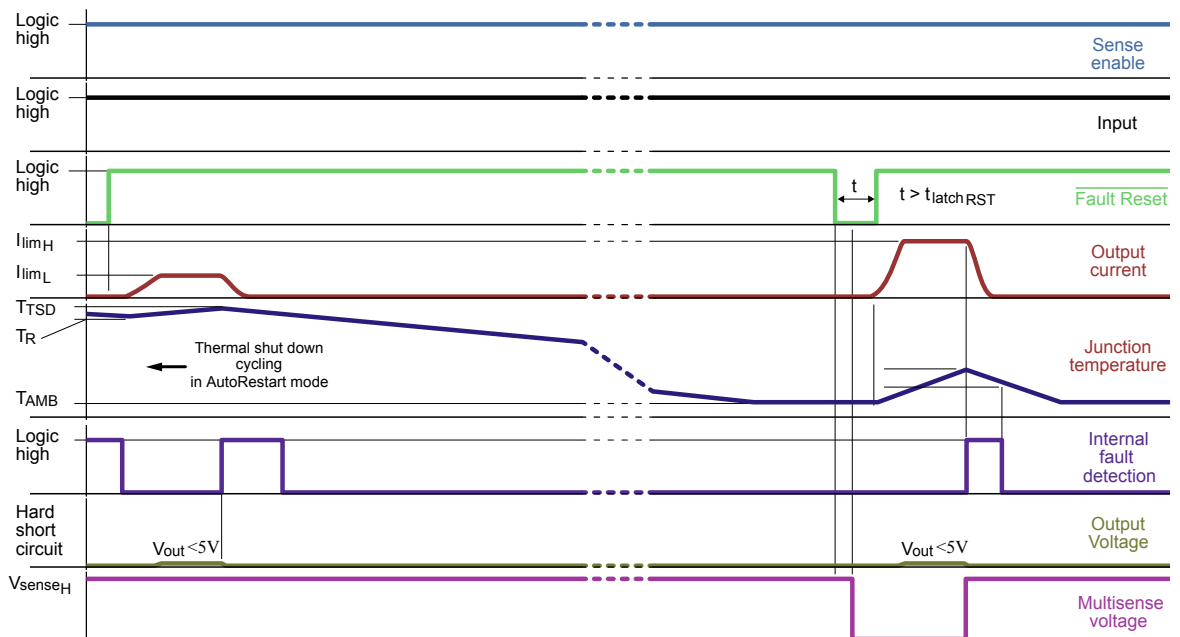 Logic
high
Sense
enable
Logic
high
Input
Logic
high
t
t > tlatchRST
Fault Reset
IlimH
IlimL
Output
current
TTSD
TR
Thermal shut down
cycling
in AutoRestart mode
Junction
temperature
TAMB
Logic
high
Internal
fault
detection
Hard
short
circuit
Vout <5V
Vout <5V
Output
Voltage
VsenseH
Multisense
voltage